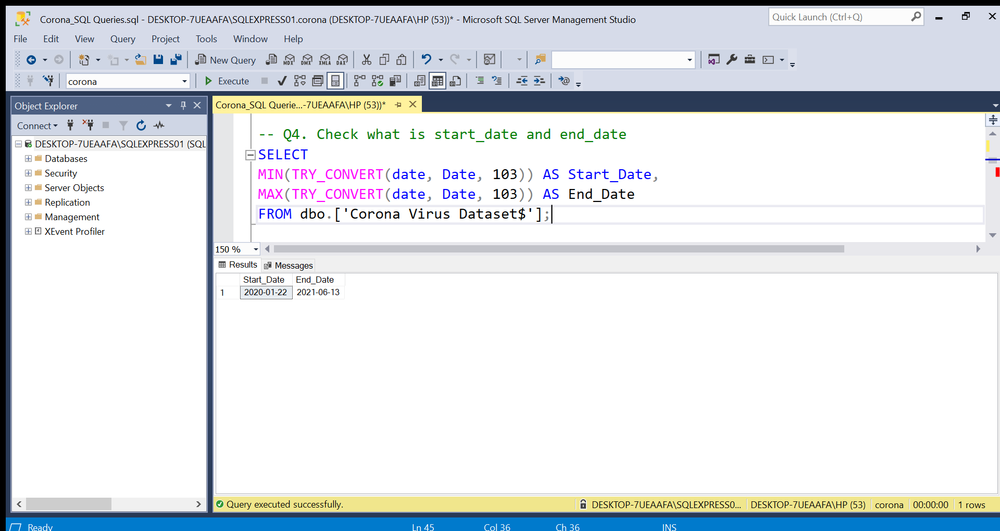 Corona_SQL Queries.sql - DESKTOP-7UEAAFA\SQLEXPRESS01.corona (DESKTOP-7UEAAFA\HP (53))* - Microsoft SQL Server Management Studio
Quick Launch (Ctrl+Q)
File Edit View Query Project Tools Window Help
New Query MDX DMX XMLA DAX
corona Execute
Object Explorer
Corona_SQL Querie...-7UEAAFA\HP (53))*
Connect
DESKTOP-7UEAAFA\SQLEXPRESS01 (SQL
Databases
Security
Server Objects
Replication
Management
XEvent Profiler
-- Q4. Check what is start_date and end_date
SELECT
MIN(TRY_CONVERT(date, Date, 103)) AS Start_Date,
MAX(TRY_CONVERT(date, Date, 103)) AS End_Date
FROM dbo.['Corona Virus Dataset$'];
150 %
Results Messages
Start_Date End_Date
1 2020-01-22 2021-06-13
Query executed successfully. DESKTOP-7UEAAFA\SQLEXPRESS0... DESKTOP-7UEAAFA\HP (53) corona 00:00:00 1 rows
Ready Ln 45 Col 36 Ch 36 INS